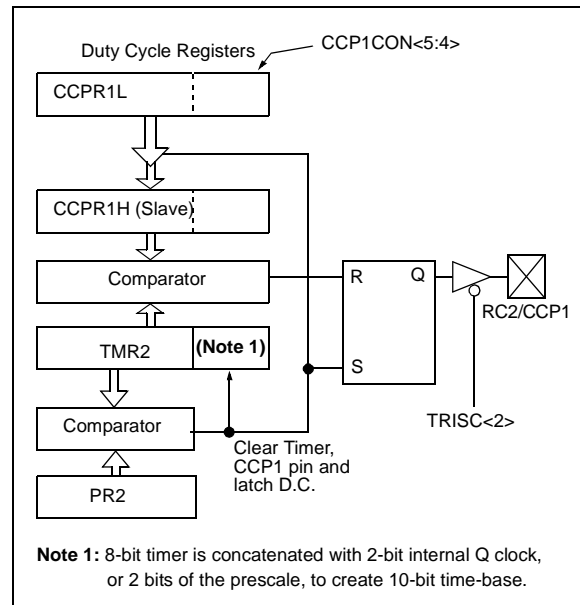 Duty Cycle Registers
CCP1CON<5:4>
CCPR1L
CCPR1H (Slave)
Comparator
R
Q
RC2/CCP1
TMR2
(Note 1)
S
TRISC<2>
Comparator
Clear Timer,
CCP1 pin and
latch D.C.
PR2
Note 1: 8-bit timer is concatenated with 2-bit internal Q clock,
or 2 bits of the prescale, to create 10-bit time-base.